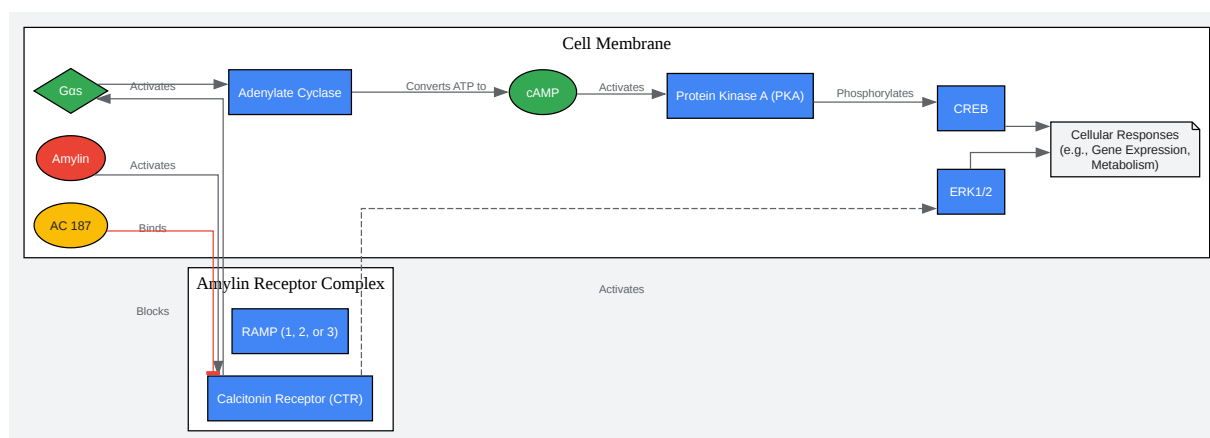 Cell Membrane
Gαs
Activates
Adenylate Cyclase
Converts ATP to
cAMP
Activates
Protein Kinase A (PKA)
Phosphorylates
CREB
Cellular Responses
(e.g., Gene Expression,
Metabolism)
Amylin
Activates
ERK1/2
AC 187
Binds
Amylin Receptor Complex
Activates
Blocks
RAMP (1, 2, or 3)
Calcitonin Receptor (CTR)